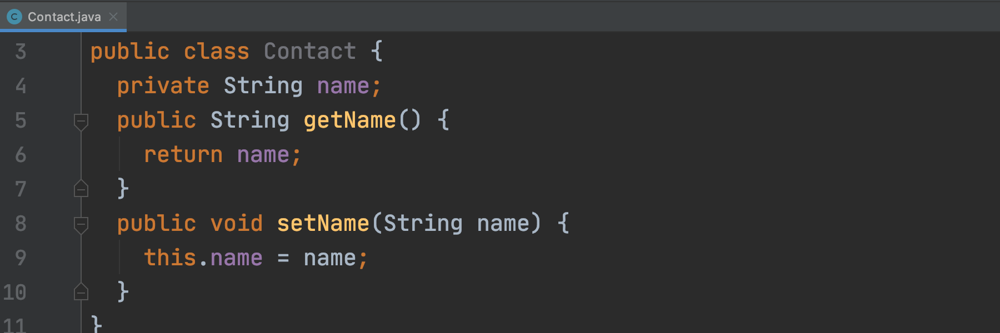 Contact.java
3 public class Contact {
4 private String name;
5 public String getName() {
6 return name;
7 }
8 public void setName(String name) {
9 this.name = name;
10 }
11 }